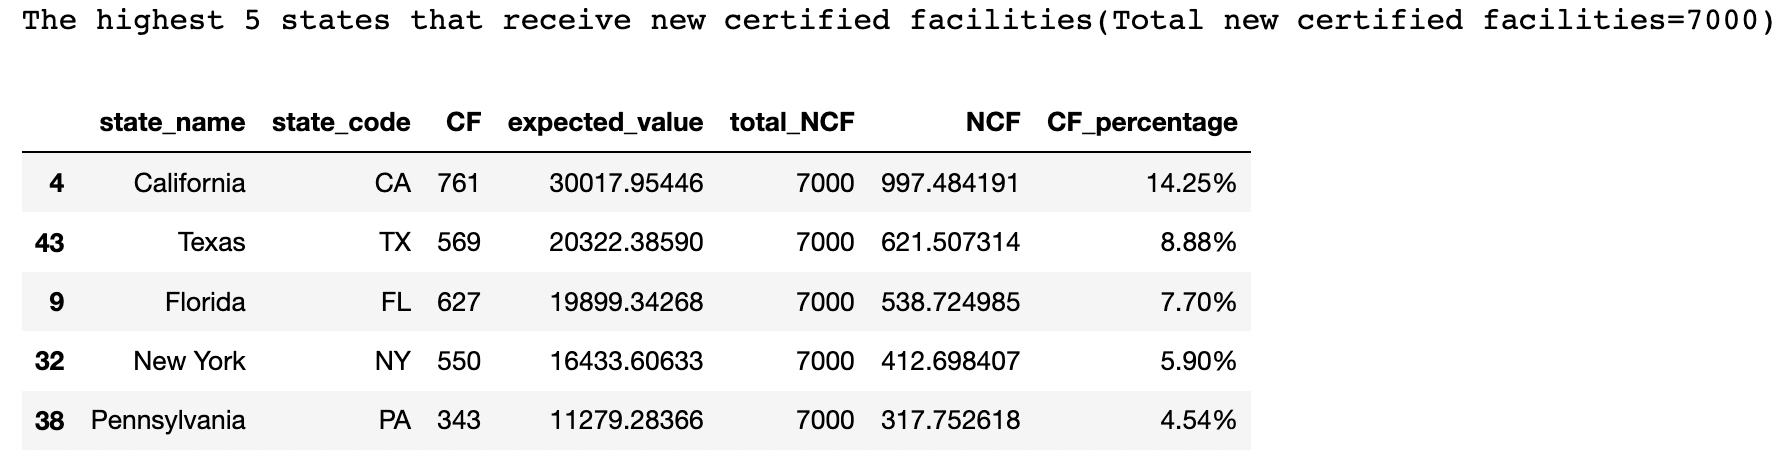 The highest 5 states that receive new certified facilities(Total new certified facilities=7000)
state_name state_code CF expected_value total_NCF NCF CF_percentage
4 California CA 761 30017.95446 7000 997.484191 14.25%
43 Texas TX 569 20322.38590 7000 621.507314 8.88%
9 Florida FL 627 19899.34268 7000 538.724985 7.70%
32 New York NY 550 16433.60633 7000 412.698407 5.90%
38 Pennsylvania PA 343 11279.28366 7000 317.752618 4.54%